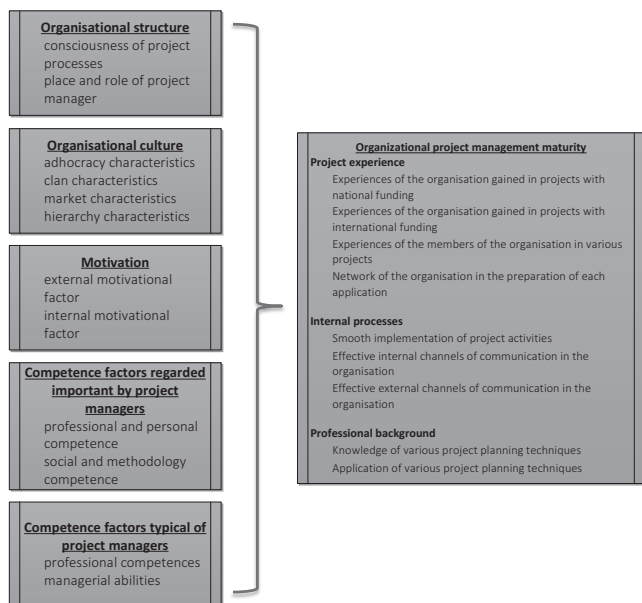 Organisational structure
consciousness of project
processes
place and role of project
manager
Organisational culture
adhocracy characteristics
clan characteristics
market characteristics
hierarchy characteristics
Motivation
external motivational
factor
internal motivational
factor
Competence factors regarded
important by project
managers
professional and personal
competence
social and methodology
competence
Competence factors typical of
project managers
professional competences
managerial abilities
Organizational project management maturity
Project experience
Experiences of the organisation gained in projects with
national funding
Experiences of the organisation gained in projects with
international funding
Experiences of the members of the organisation in various
projects
Network of the organisation in the preparation of each
application
Internal processes
Smooth implementation of project activities
Effective internal channels of communication in the
organisation
Effective external channels of communication in the
organisation
Professional background
Knowledge of various project planning techniques
Application of various project planning techniques